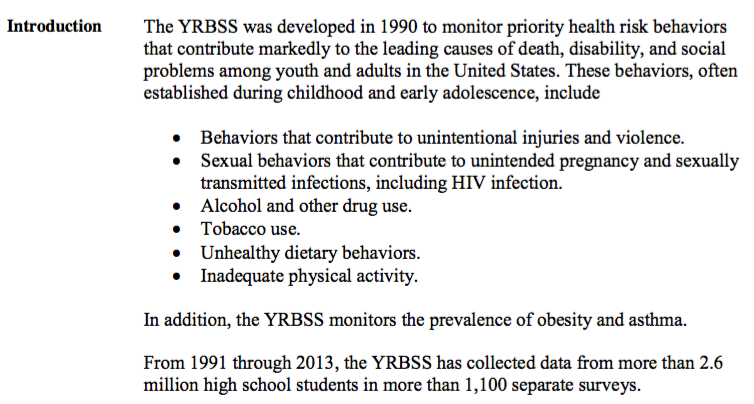 Introduction The YRBSS was developed in 1990 to monitor priority health risk behaviors
that contribute markedly to the leading causes of death, disability, and social
problems among youth and adults in the United States. These behaviors, often
established during childhood and early adolescence, include
• Behaviors that contribute to unintentional injuries and violence.
• Sexual behaviors that contribute to unintended pregnancy and sexually
transmitted infections, including HIV infection.
• Alcohol and other drug use.
• Tobacco use.
• Unhealthy dietary behaviors.
• Inadequate physical activity.
In addition, the YRBSS monitors the prevalence of obesity and asthma.
From 1991 through 2013, the YRBSS has collected data from more than 2.6
million high school students in more than 1,100 separate surveys.